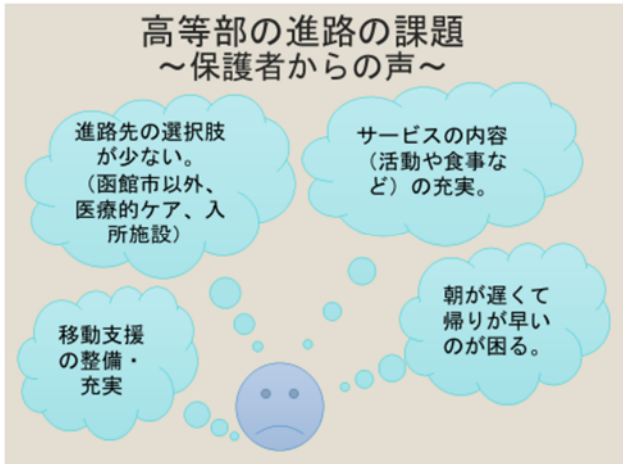 高等部の進路の課題
～保護者からの声～
進路先の選択肢
が少ない。
（函館市以外、
医療的ケア、入
所施設）
サービスの内容
（活動や食事な
ど）の充実。
移動支援
の整備・
充実
朝が遅くて
帰りが早い
のが困る。